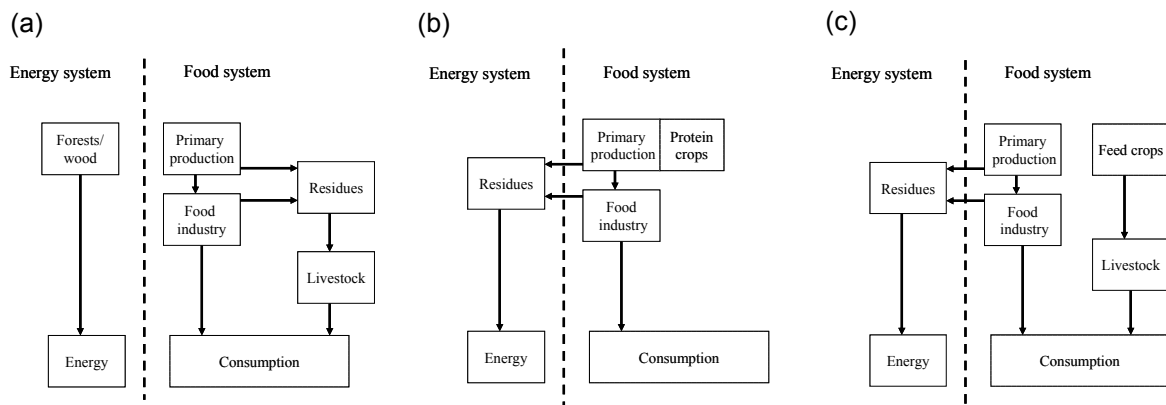 (a)
Energy system
Food system
Forests/
wood
Primary
production
Residues
Food
industry
Livestock
Energy
Consumption
(b)
Energy system
Food system
Primary
production
Protein
crops
Residues
Food
industry
Energy
Consumption
(c)
Energy system
Food system
Primary
production
Feed crops
Residues
Food
industry
Livestock
Energy
Consumption